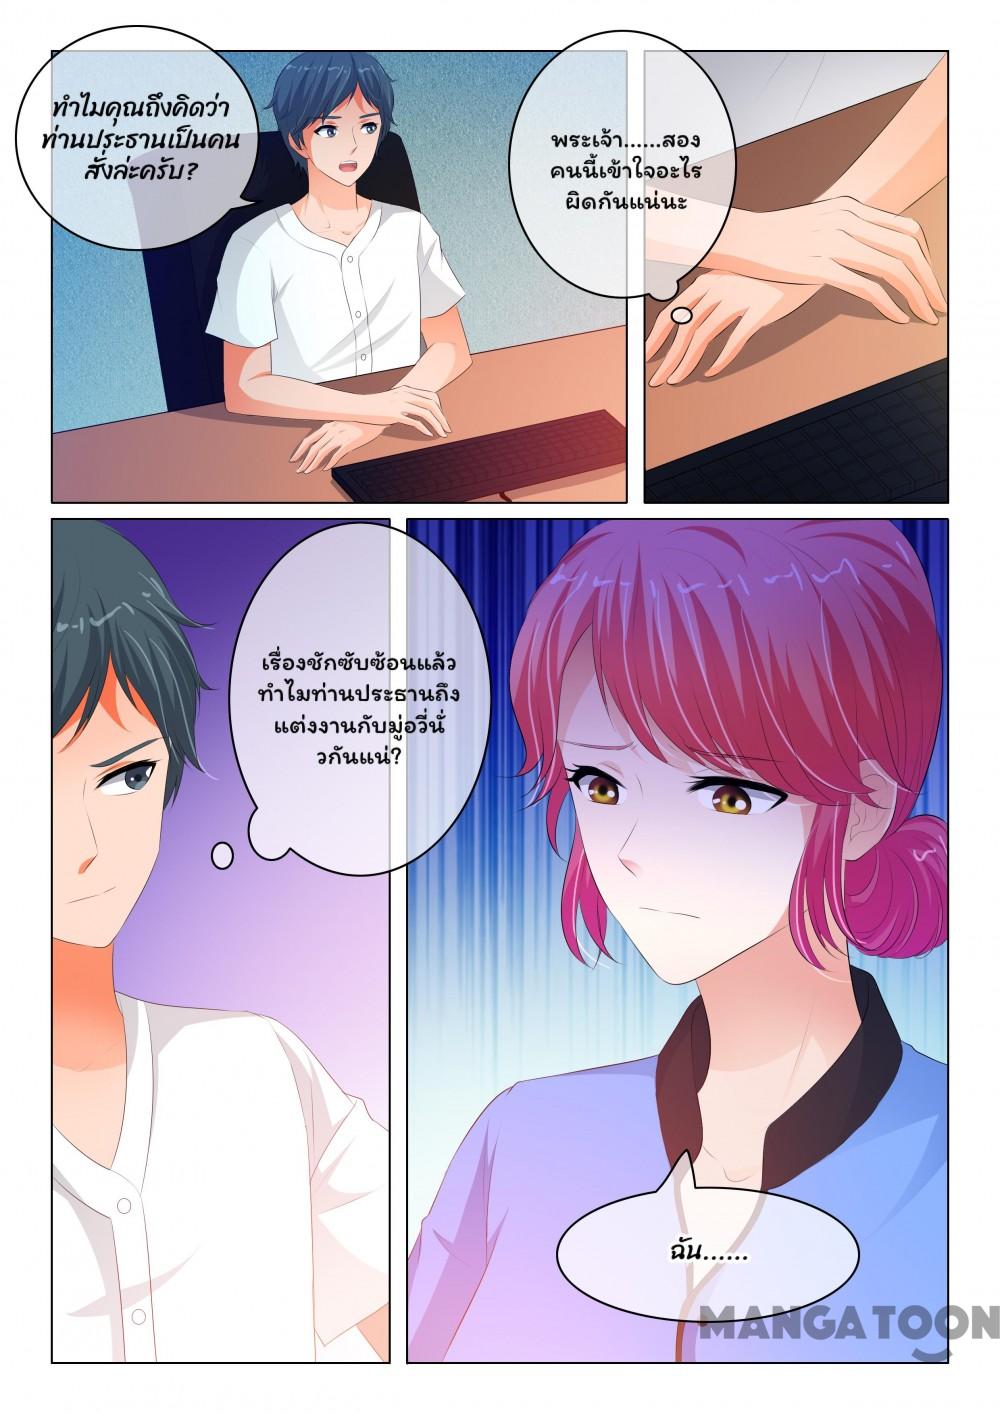 ทำไมคุณถึงคิดว่า
ท่านประธานเป็นคน
สั่งล่ะครับ?
พระเจ้า......สอง
คนนี้เข้าใจอะไร
ผิดกันแน่นะ
เรื่องชักซับซ้อนแล้ว
ทำไมท่านประธานถึง
แต่งงานกับมู่อวี่นั่
วกันแน่?
ฉัน......
MANGATOON